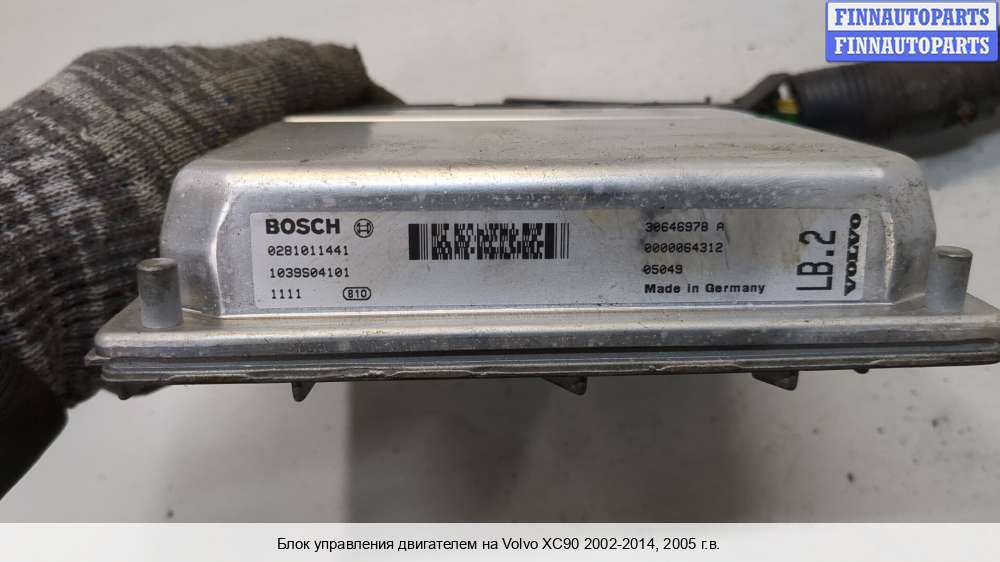 FINNAUTOPARTS
FINNAUTOPARTS
BOSCH
0281011441
1039S04101
1111 810
30646978 A
0000064312
05049
Made in Germany
LB.2
VOLVO
Блок управления двигателем на Volvo XC90 2002-2014, 2005 г.в.